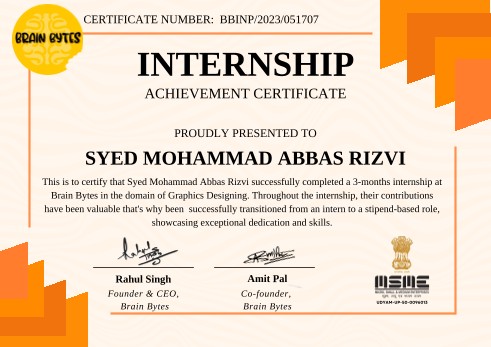 CERTIFICATE NUMBER: BBINP/2023/051707
BRAIN BYTES
INTERNSHIP
ACHIEVEMENT CERTIFICATE
PROUDLY PRESENTED TO
SYED MOHAMMAD ABBAS RIZVI
This is to certify that Syed Mohammad Abbas Rizvi successfully completed a 3-months internship at
Brain Bytes in the domain of Graphics Designing. Throughout the internship, their contributions
have been valuable that's why been successfully transitioned from an intern to a stipend-based role,
showcasing exceptional dedication and skills.
Rahul Singh
Founder & CEO,
Brain Bytes
Amit Pal
Co-founder,
Brain Bytes
MSME
UDYAM-UP-50-0096013